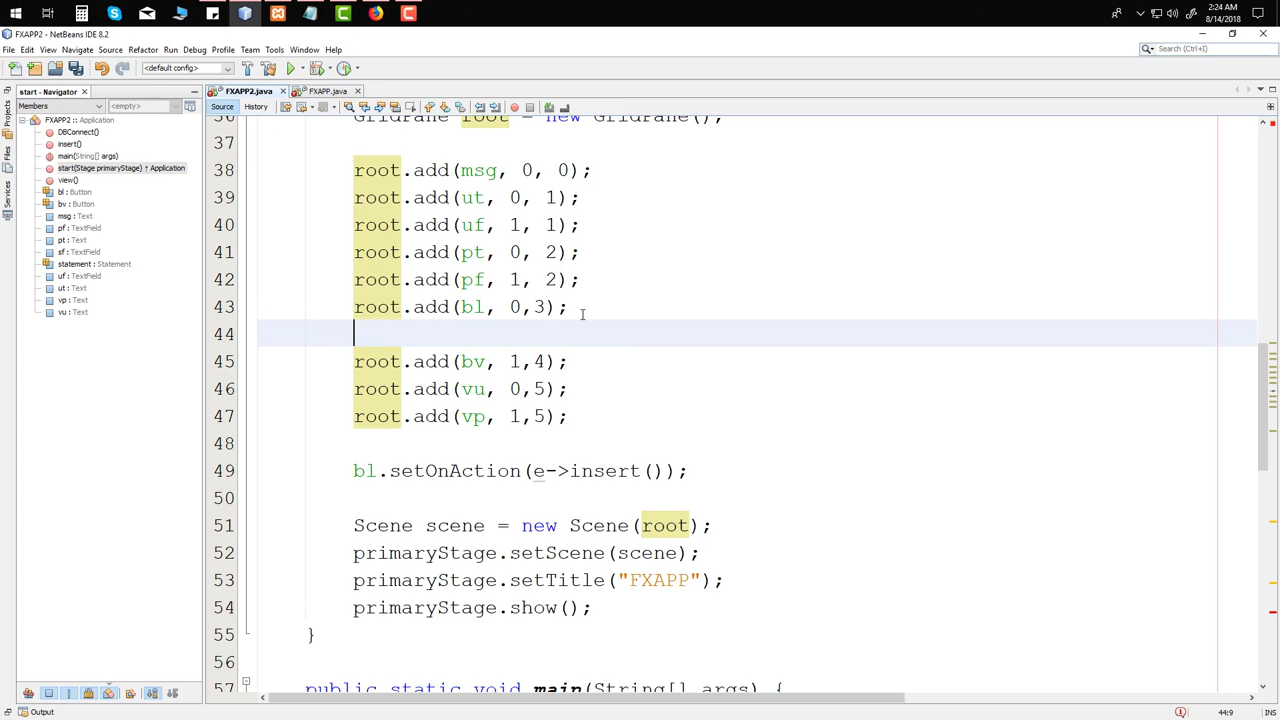 2:24 AM
8/14/2018
FXAPP2 - NetBeans IDE 8.2
File Edit View Navigate Source Refactor Run Debug Profile Team Tools Window Help
Search (Ctrl+I)
<default config>
start - Navigator
FXAPP2.java
FXAPP.java
Members
<empty>
Source
History
Projects
Files
Services
FXAPP2 :: Application
DBConnect()
insert()
main(String[] args)
start(Stage primaryStage) ↑ Application
view()
bl : Button
bv : Button
msg : Text
pf : TextField
pt : Text
sf : TextField
statement : Statement
uf : TextField
ut : Text
vp : Text
vu : Text
36 GridPane root = new GridPane();
37
38 root.add(msg, 0, 0);
39 root.add(ut, 0, 1);
40 root.add(uf, 1, 1);
41 root.add(pt, 0, 2);
42 root.add(pf, 1, 2);
43 root.add(bl, 0,3);
44
45 root.add(bv, 1,4);
46 root.add(vu, 0,5);
47 root.add(vp, 1,5);
48
49 bl.setOnAction(e->insert());
50
51 Scene scene = new Scene(root);
52 primaryStage.setScene(scene);
53 primaryStage.setTitle("FXAPP");
54 primaryStage.show();
55 }
56
57 public static void main(String[] args) {
Output
44:9
INS